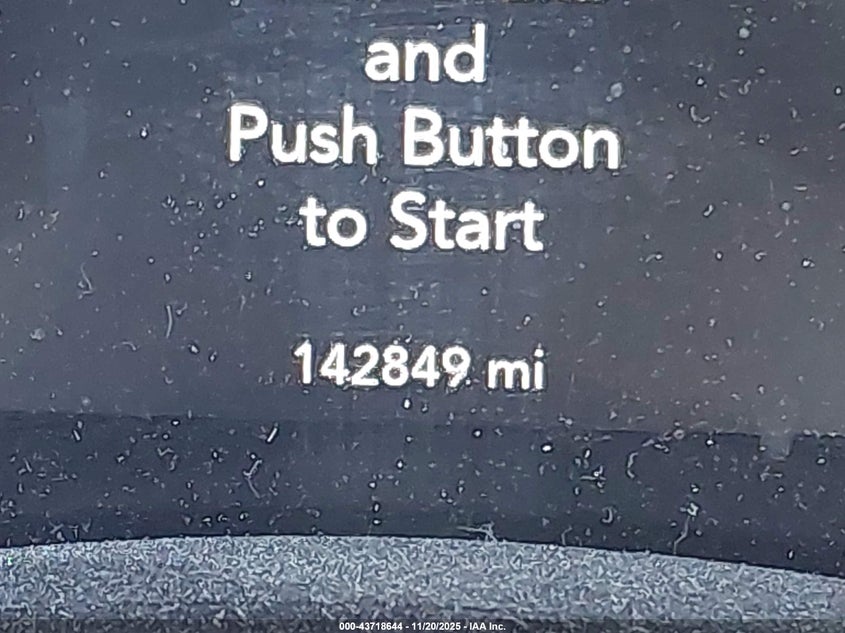 and
Push Button
to Start
142849 mi
000-43718644 - 11/20/2025 - IAA Inc.